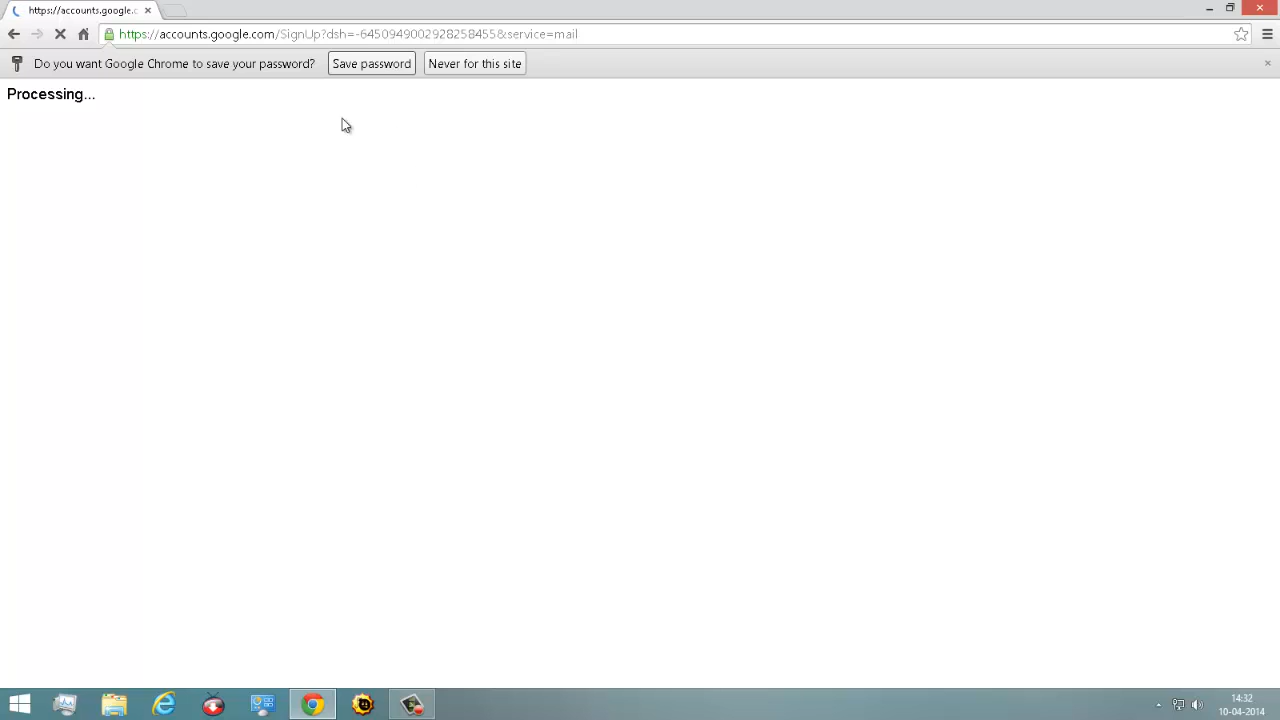 https://accounts.google.c
https://accounts.google.com/SignUp?dsh=-6450949002928258455&service=mail
Do you want Google Chrome to save your password? Save password Never for this site
Processing...
14:32
10-04-2014